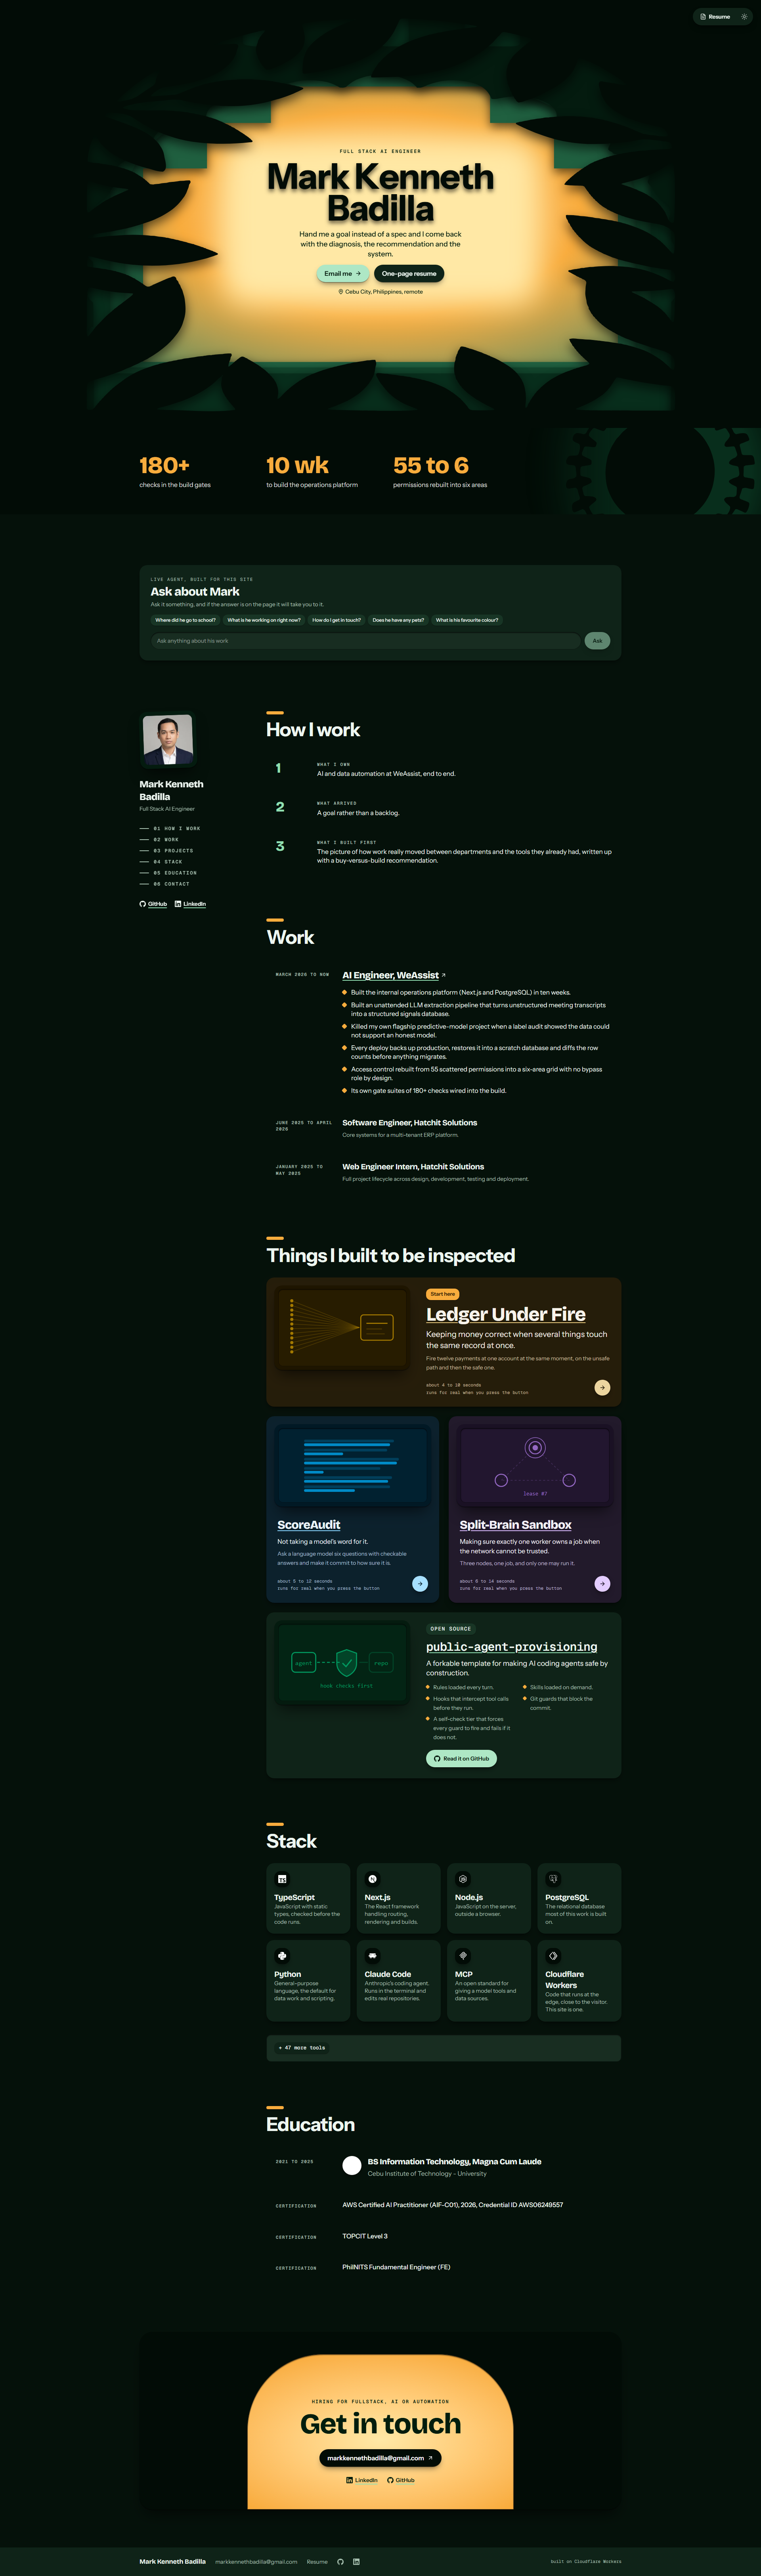 Resume
FULL STACK AI ENGINEER
Mark Kenneth
Badilla
Hand me a goal instead of a spec and I come back
with the diagnosis, the recommendation and the
system.
Email me
One-page resume
Cebu City, Philippines, remote
180+
checks in the build gates
10 wk
to build the operations platform
55 to 6
permissions rebuilt into six areas
LIVE AGENT, BUILT FOR THIS SITE
Ask about Mark
Ask it something, and if the answer is on the page it will take you to it.
Where did he go to school?
What is he working on right now?
How do I get in touch?
Does he have any pets?
What is his favourite colour?
Ask anything about his work
Ask
Mark Kenneth
Badilla
Full Stack AI Engineer
01 HOW I WORK
02 WORK
03 PROJECTS
04 STACK
05 EDUCATION
06 CONTACT
GitHub
LinkedIn
How I work
1
WHAT I OWN
AI and data automation at WeAssist, end to end.
2
WHAT ARRIVED
A goal rather than a backlog.
3
WHAT I BUILT FIRST
The picture of how work really moved between departments and the tools they already had, written up
with a buy-versus-build recommendation.
Work
MARCH 2026 TO NOW
AI Engineer, WeAssist
Built the internal operations platform (Next.js and PostgreSQL) in ten weeks.
Built an unattended LLM extraction pipeline that turns unstructured meeting transcripts
into a structured signals database.
Killed my own flagship predictive-model project when a label audit showed the data could
not support an honest model.
Every deploy backs up production, restores it into a scratch database and diffs the row
counts before anything migrates.
Access control rebuilt from 55 scattered permissions into a six-area grid with no bypass
role by design.
Its own gate suites of 180+ checks wired into the build.
JUNE 2025 TO APRIL
2026
Software Engineer, Hatchit Solutions
Core systems for a multi-tenant ERP platform.
JANUARY 2025 TO
MAY 2025
Web Engineer Intern, Hatchit Solutions
Full project lifecycle across design, development, testing and deployment.
Things I built to be inspected
Start here
Ledger Under Fire
Keeping money correct when several things touch
the same record at once.
Fire twelve payments at one account at the same moment, on the unsafe
path and then the safe one.
about 4 to 10 seconds
runs for real when you press the button
ScoreAudit
Not taking a model's word for it.
Ask a language model six questions with checkable
answers and make it commit to how sure it is.
about 5 to 12 seconds
runs for real when you press the button
lease #7
Split-Brain Sandbox
Making sure exactly one worker owns a job when
the network cannot be trusted.
Three nodes, one job, and only one may run it.
about 6 to 14 seconds
runs for real when you press the button
agent
repo
hook checks first
OPEN SOURCE
public-agent-provisioning
A forkable template for making AI coding agents safe by
construction.
Rules loaded every turn.
Skills loaded on demand.
Hooks that intercept tool calls
before they run.
Git guards that block the
commit.
A self-check tier that forces
every guard to fire and fails if it
does not.
Read it on GitHub
Stack
TypeScript
JavaScript with static
types, checked before the
code runs.
Next.js
The React framework
handling routing,
rendering and builds.
Node.js
JavaScript on the server,
outside a browser.
PostgreSQL
The relational database
most of this work is built
on.
Python
General-purpose
language, the default for
data work and scripting.
Claude Code
Anthropic's coding agent.
Runs in the terminal and
edits real repositories.
MCP
An open standard for
giving a model tools and
data sources.
Cloudflare
Workers
Code that runs at the
edge, close to the visitor.
This site is one.
+ 47 more tools
Education
2021 TO 2025
BS Information Technology, Magna Cum Laude
Cebu Institute of Technology - University
CERTIFICATION
AWS Certified AI Practitioner (AIF-C01), 2026, Credential ID AWS06249557
CERTIFICATION
TOPCIT Level 3
CERTIFICATION
PhilNITS Fundamental Engineer (FE)
HIRING FOR FULLSTACK, AI OR AUTOMATION
Get in touch
markkennethbadilla@gmail.com
LinkedIn
GitHub
Mark Kenneth Badilla
markkennethbadilla@gmail.com
Resume
built on Cloudflare Workers